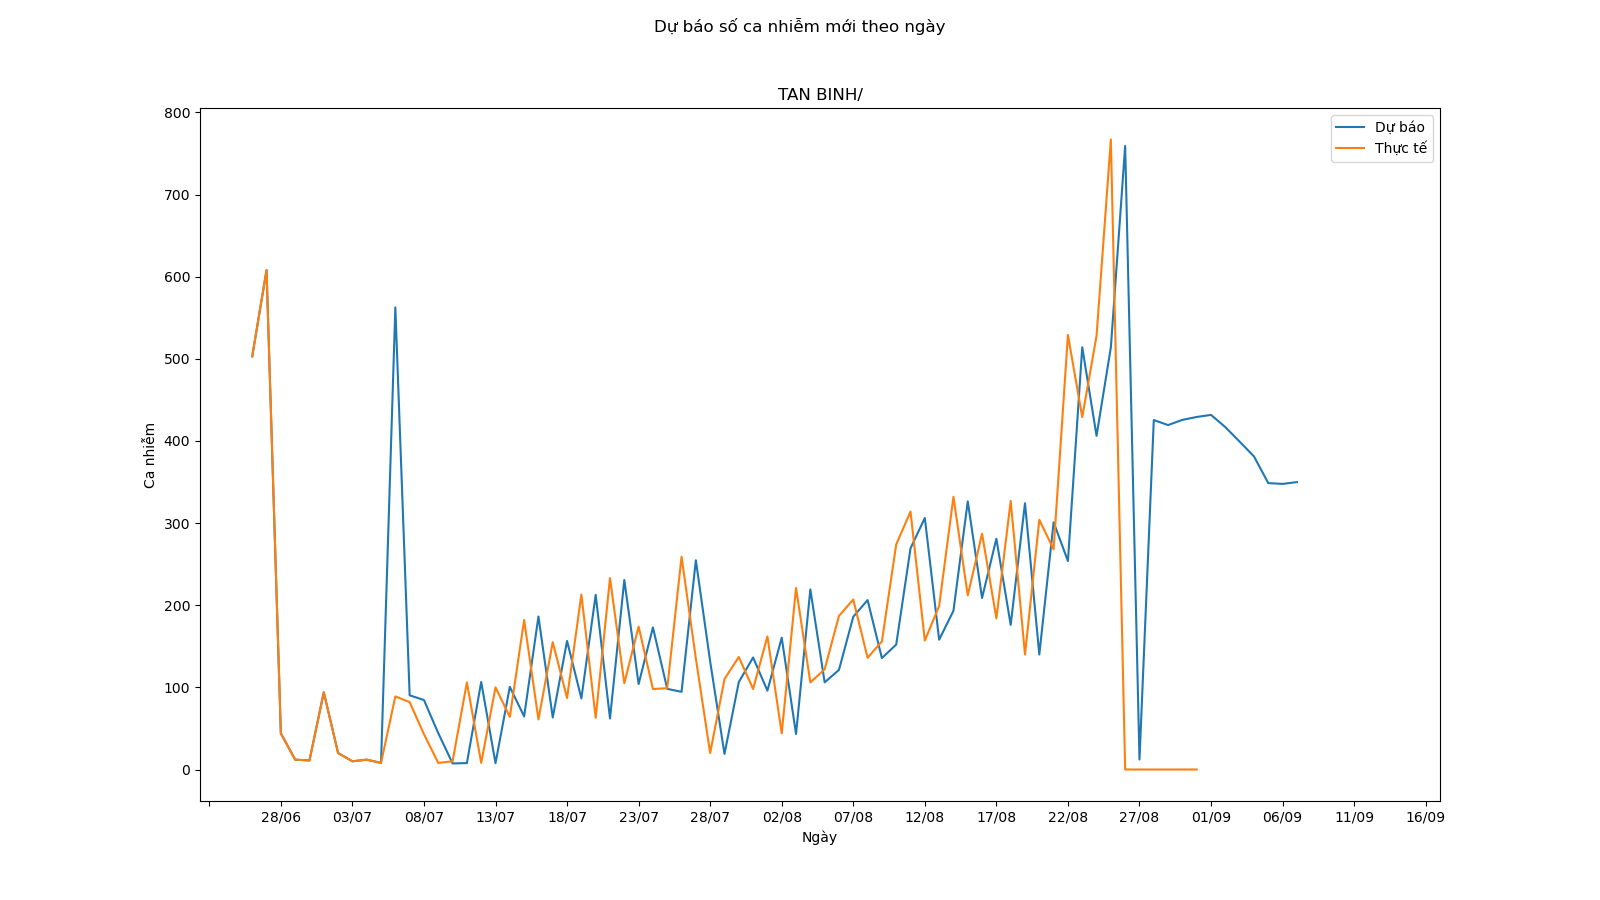 Dự báo số ca nhiễm mới theo ngày
TAN BINH/
800
700
600
500
400
300
200
100
0
Ca nhiễm
Dự báo
Thực tế
28/06 03/07 08/07 13/07 18/07 23/07 28/07 02/08 07/08 12/08 17/08 22/08 27/08 01/09 06/09 11/09 16/09
Ngày